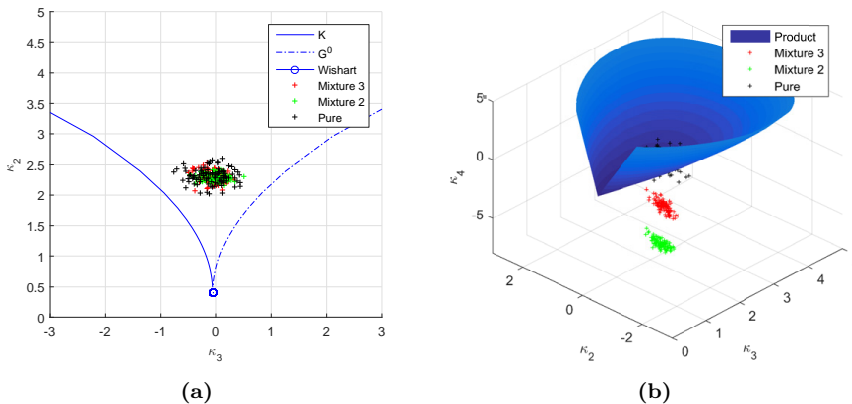 5
4.5
4
3.5
3
2.5
2
1.5
1
0.5
0
-3
-2
-1
0
1
2
3
κ2
κ3
K
G⁰
Wishart
Mixture 3
Mixture 2
Pure
(a)
5
0
-5
κ4
2
0
-2
κ2
0
1
2
3
4
κ3
Product
Mixture 3
Mixture 2
Pure
(b)